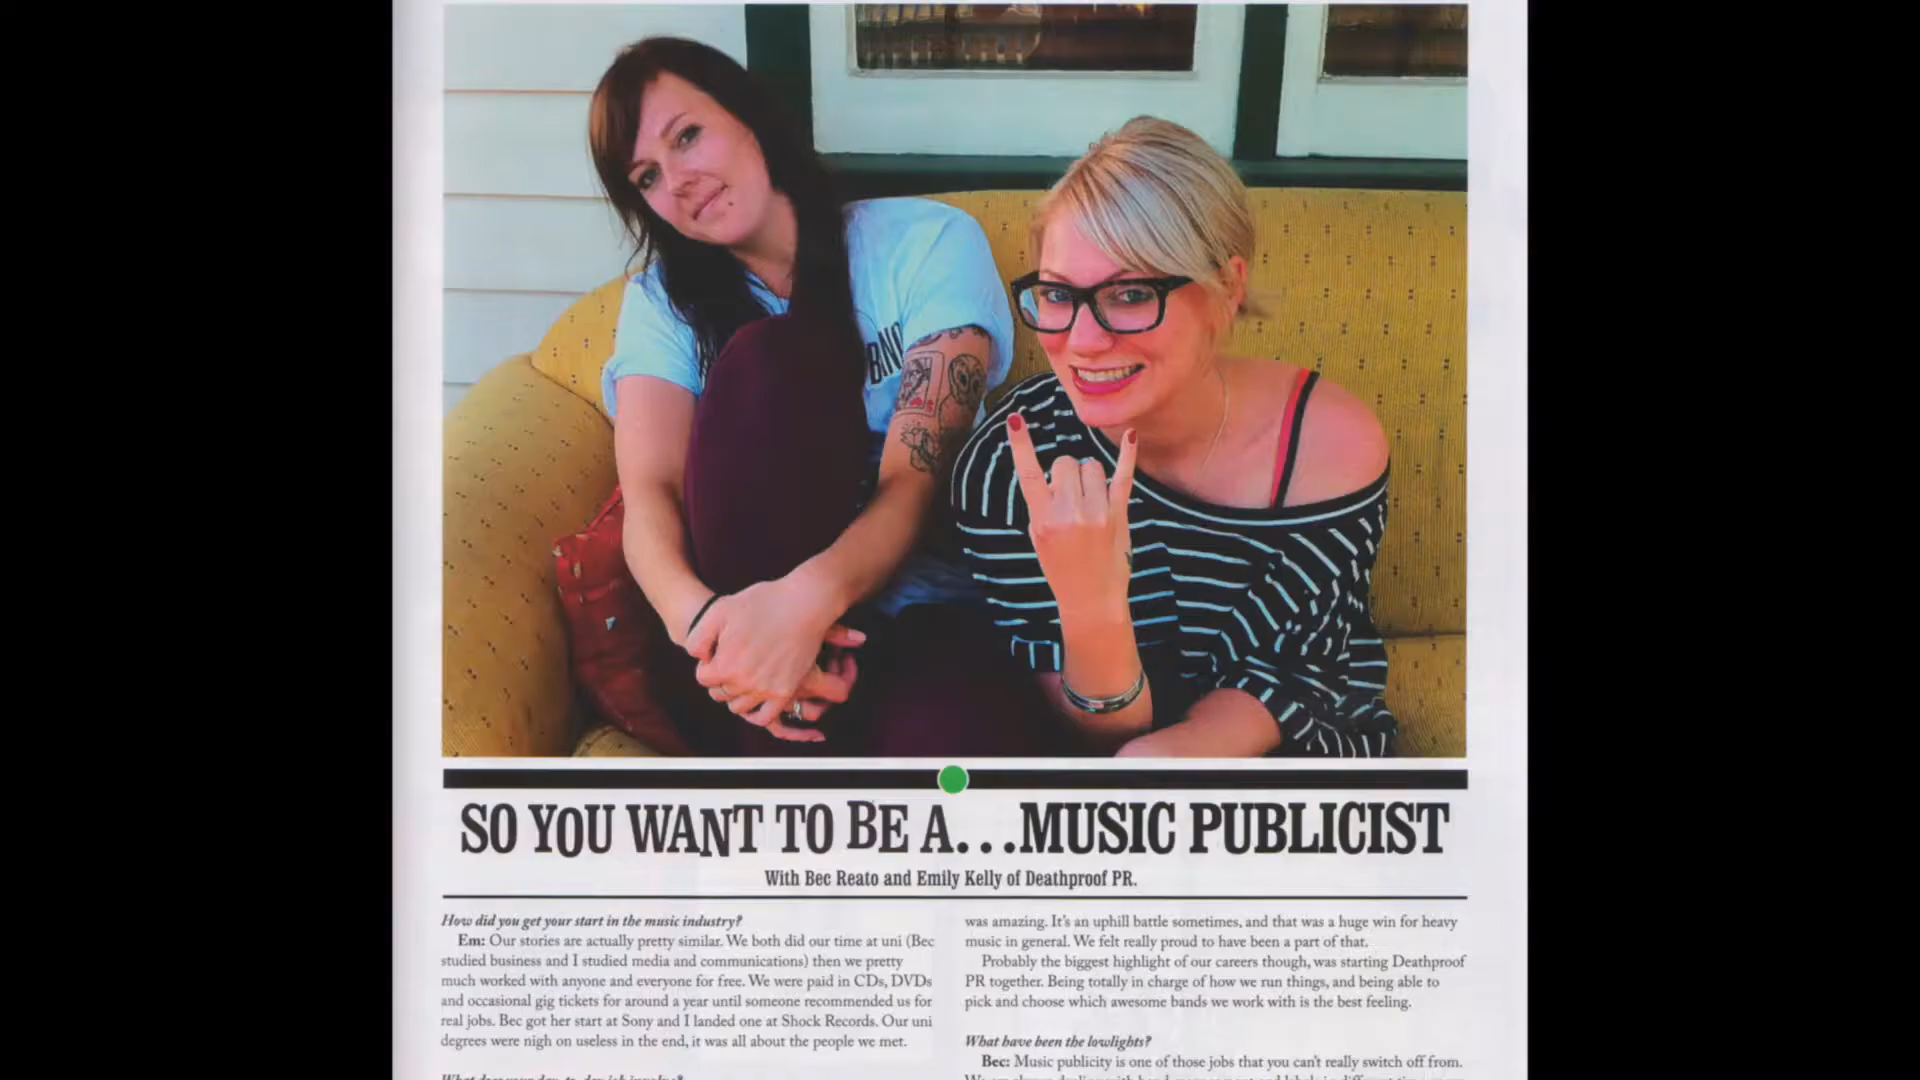 BNC
SO YOU WANT TO BE A...MUSIC PUBLICIST
With Bec Reato and Emily Kelly of Deathproof PR.
How did you get your start in the music industry?
Em: Our stories are actually pretty similar. We both did our time at uni (Bec
studied business and I studied media and communications) then we pretty
much worked with anyone and everyone for free. We were paid in CDs, DVDs
and occasional gig tickets for around a year until someone recommended us for
real jobs. Bec got her start at Sony and I landed one at Shock Records. Our uni
degrees were nigh on useless in the end, it was all about the people we met.
What does your day-to-day job involve?
was amazing. It's an uphill battle sometimes, and that was a huge win for heavy
music in general. We felt really proud to have been a part of that.
Probably the biggest highlight of our careers though, was starting Deathproof
PR together. Being totally in charge of how we run things, and being able to
pick and choose which awesome bands we work with is the best feeling.
What have been the lowlights?
Bec: Music publicity is one of those jobs that you can't really switch off from.